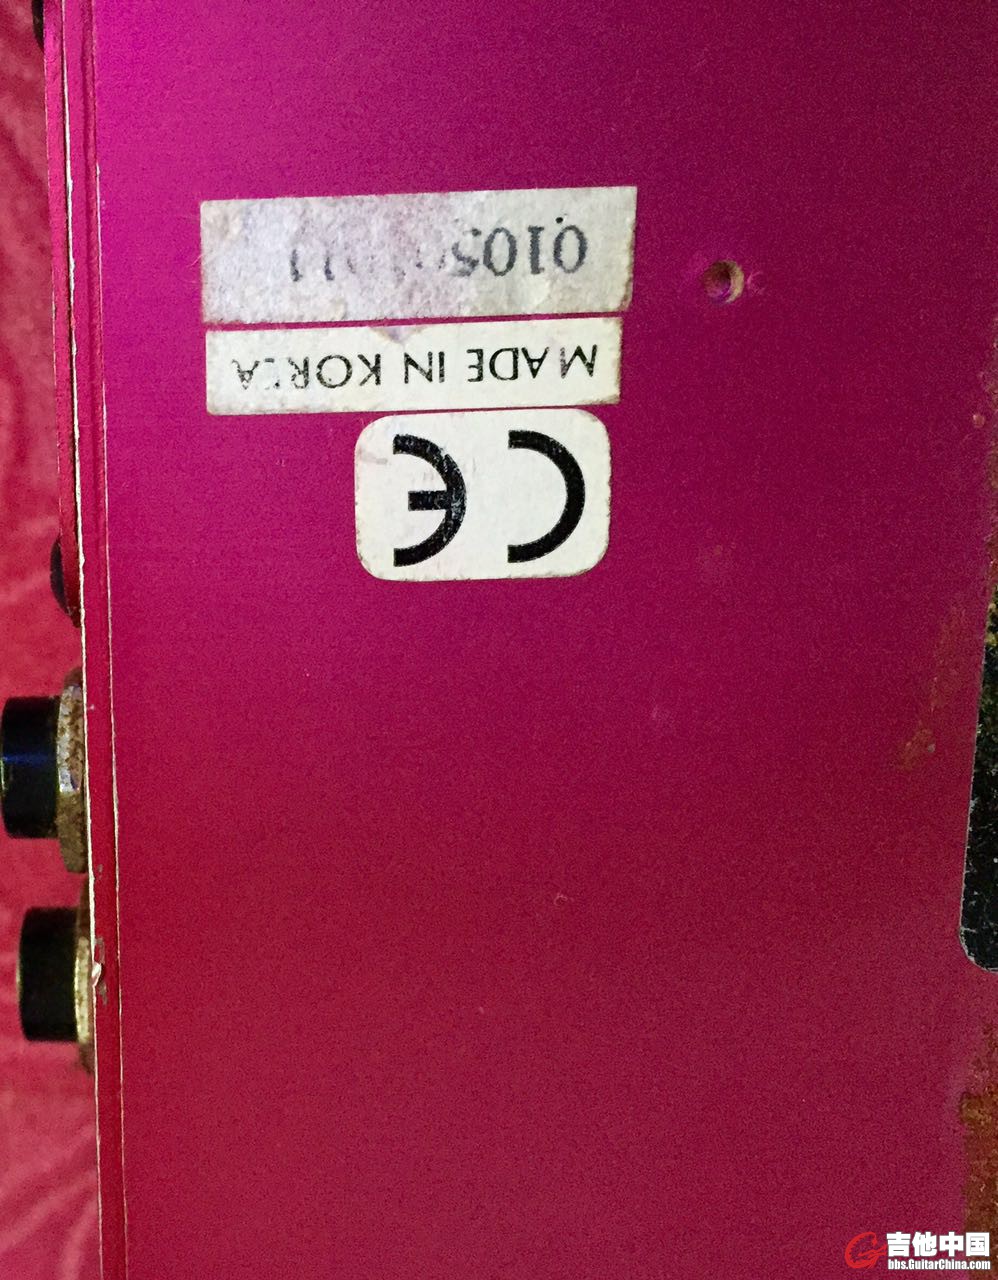 MADE IN KOREA
CE
吉他中国
bbs.GuitarChina.com